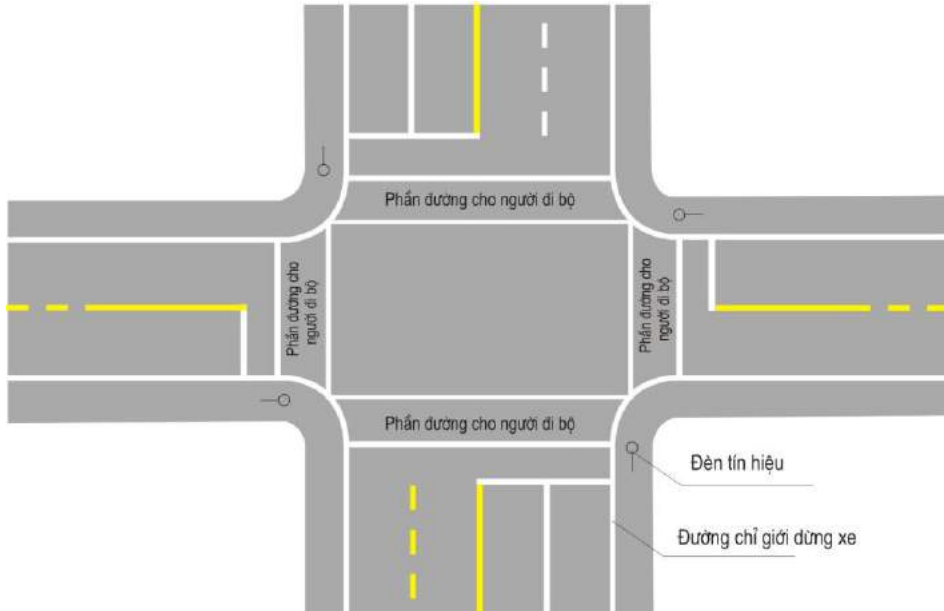 Phần đường cho người đi bộ
Phần đường cho
người đi bộ
Phần đường cho
người đi bộ
Phần đường cho người đi bộ
Đèn tín hiệu
Đường chỉ giới dừng xe